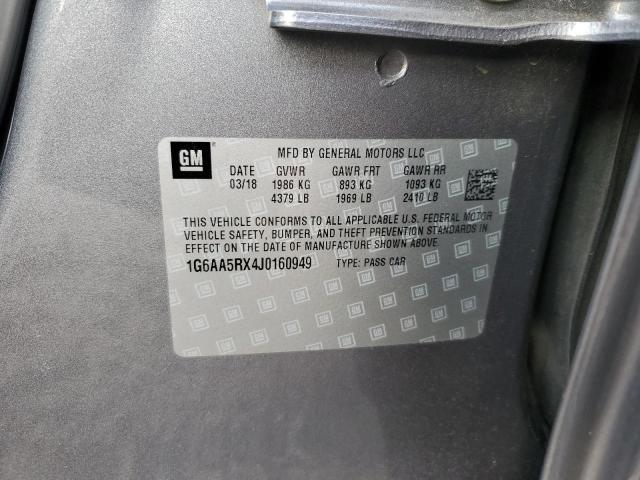 GM
MFD BY GENERAL MOTORS LLC
DATE GVWR GAWR FRT GAWR RR
03/18 1986 KG 893 KG 1093 KG
4379 LB 1969 LB 2410 LB
THIS VEHICLE CONFORMS TO ALL APPLICABLE U.S. FEDERAL MOTOR
VEHICLE SAFETY, BUMPER, AND THEFT PREVENTION STANDARDS IN
EFFECT ON THE DATE OF MANUFACTURE SHOWN ABOVE.
1G6AA5RX4J0160949 TYPE: PASS CAR